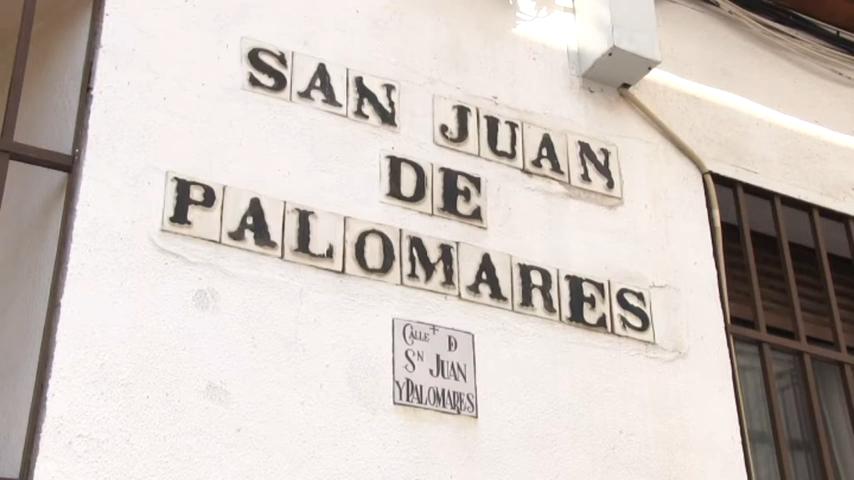 SAN JUAN
DE
PALOMARES
CALLE D
SN JUAN
Y PALOMARES